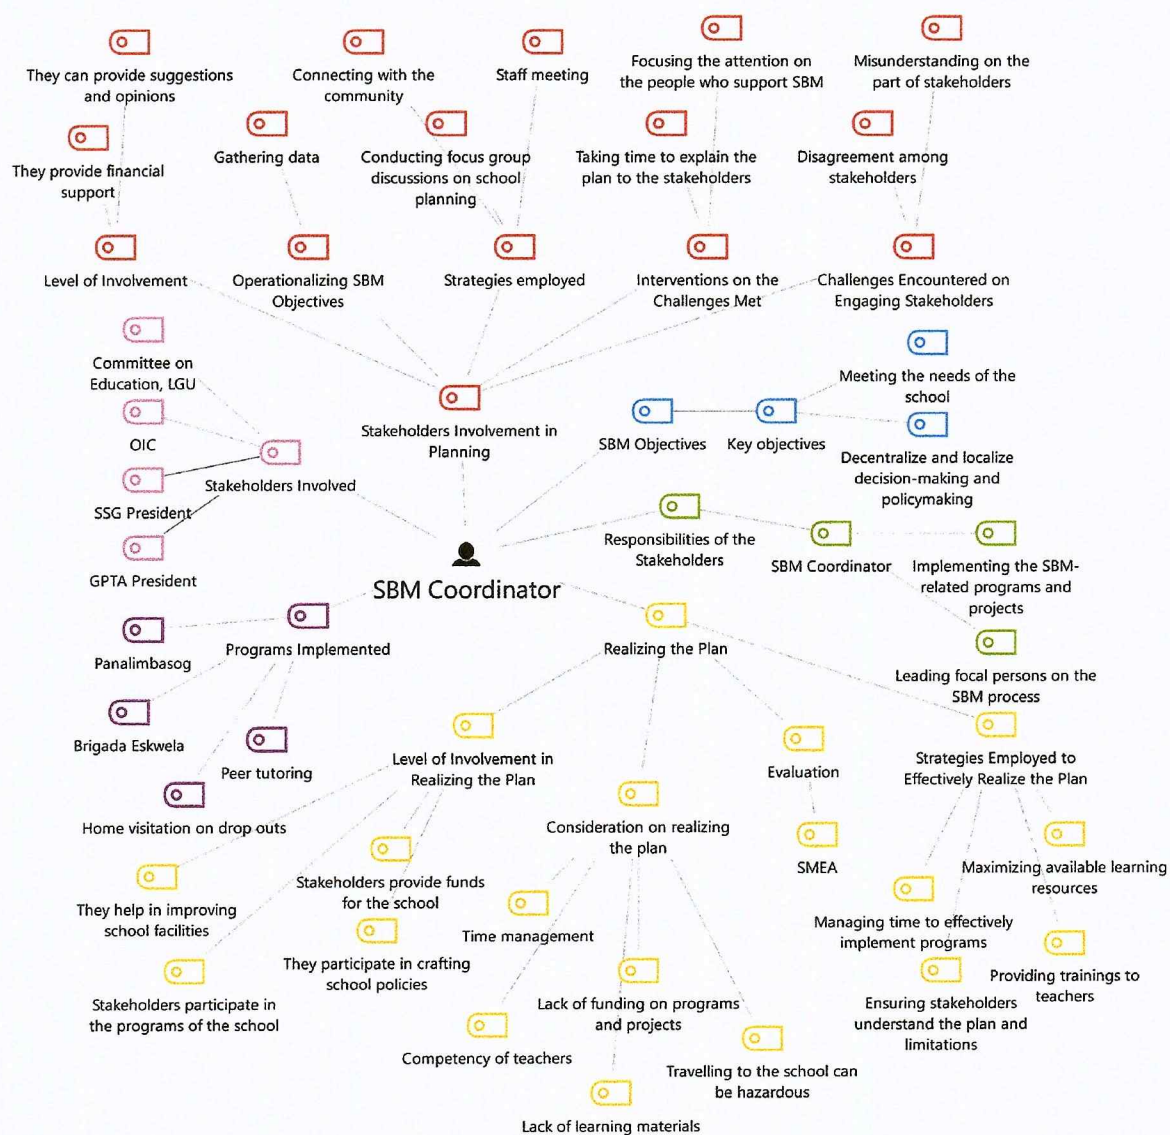 They can provide suggestions
and opinions
Connecting with the
community
Staff meeting
Focusing the attention on
the people who support SBM
Misunderstanding on the
part of stakeholders
They provide financial
support
Gathering data
Conducting focus group
discussions on school
planning
Taking time to explain the
plan to the stakeholders
Disagreement among
stakeholders
Level of Involvement
Operationalizing SBM
Objectives
Strategies employed
Interventions on the
Challenges Met
Challenges Encountered on
Engaging Stakeholders
Committee on
Education, LGU
OIC
SSG President
GPTA President
Stakeholders Involved
Stakeholders Involvement in
Planning
SBM Objectives
Key objectives
Meeting the needs of the
school
Decentralize and localize
decision-making and
policymaking
Responsibilities of the
Stakeholders
SBM Coordinator
Implementing the SBM-
related programs and
projects
Leading focal persons on the
SBM process
SBM Coordinator
Programs Implemented
Panalimbasog
Brigada Eskwela
Peer tutoring
Home visitation on drop outs
Realizing the Plan
Level of Involvement in
Realizing the Plan
Evaluation
Strategies Employed to
Effectively Realize the Plan
Consideration on realizing
the plan
SMEA
Maximizing available learning
resources
They help in improving
school facilities
Stakeholders provide funds
for the school
Time management
Managing time to effectively
implement programs
They participate in crafting
school policies
Stakeholders participate in
the programs of the school
Lack of funding on programs
and projects
Ensuring stakeholders
understand the plan and
limitations
Providing trainings to
teachers
Competency of teachers
Travelling to the school can
be hazardous
Lack of learning materials